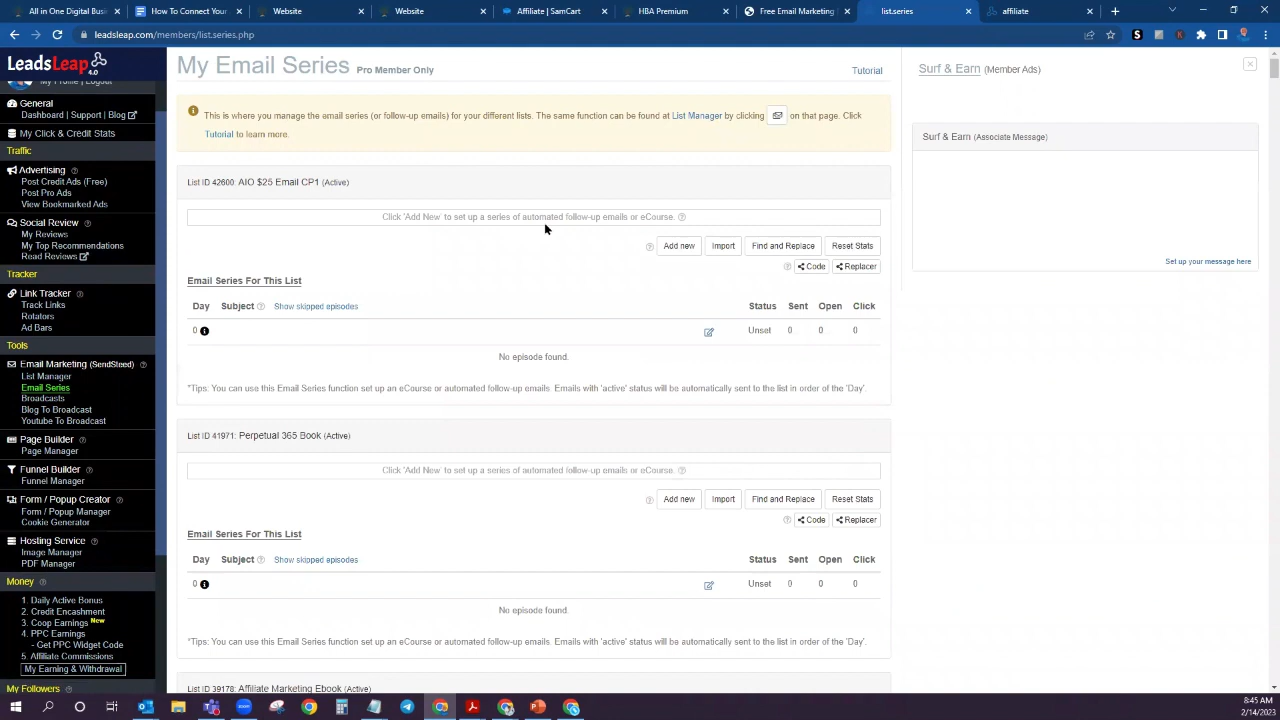 All in One Busine
How To Connect Your
Website
Website
Affiliate | SamCart
HBA Premium
Free Email Marketing
list.series
affiliate
leadsleap.com/members/list.series.php
LeadsLeap 4.0
My Profile | Logout
General
Dashboard | Support | Blog
My Click & Credit Stats
Traffic
Advertising
Post Credit Ads (Free)
Post Pro Ads
View Bookmarked Ads
Social Review
My Recommendations
My Top Recommendations
Read Reviews
Tracker
Link Tracker
Track Links
Rotators
Ad Bars
Tools
Email Marketing (SendSteed)
List Manager
Email Series
Broadcasts
Blog To Broadcast
Youtube To Broadcast
Page Builder
Page Manager
Funnel Builder
Funnel Manager
Form / Popup Creator
Form / Popup Manager
Cookie Generator
Hosting Service
Image Manager
PDF Manager
Money
1. Daily Active Bonus
2. Credit Encashment
3. Coop Earnings New
4. PPC Earnings
- Get PPC Widget Code
5. Affiliate Commissions
My Earning & Withdrawal
My Followers
My Email Series Pro Member Only
Tutorial
This is where you manage the email series (or follow-up emails) for your different lists. The same function can be found at List Manager by clicking on that page. Click
Tutorial to learn more.
List ID 42600: AIO $25 Email CP1 (Active)
Click 'Add New' to set up a series of automated follow-up emails or eCourse.
Add new Import Find and Replace Reset Stats
Code Replacer
Email Series For This List
Day Subject Show skipped episodes Status Sent Open Click
0 Unset 0 0 0
No episode found.
*Tips: You can use this Email Series function set up an eCourse or automated follow-up emails. Emails with 'active' status will be automatically sent to the list in order of the 'Day'.
List ID 41971: Perpetual 365 Book (Active)
Click 'Add New' to set up a series of automated follow-up emails or eCourse.
Add new Import Find and Replace Reset Stats
Code Replacer
Email Series For This List
Day Subject Show skipped episodes Status Sent Open Click
0 Unset 0 0 0
No episode found.
*Tips: You can use this Email Series function set up an eCourse or automated follow-up emails. Emails with 'active' status will be automatically sent to the list in order of the 'Day'.
List ID 39178: Affiliate Marketing Ebook (Active)
Surf & Earn (Member Ads)
Surf & Earn (Associate Message)
Set up your message here
8:45 AM
2/14/2023